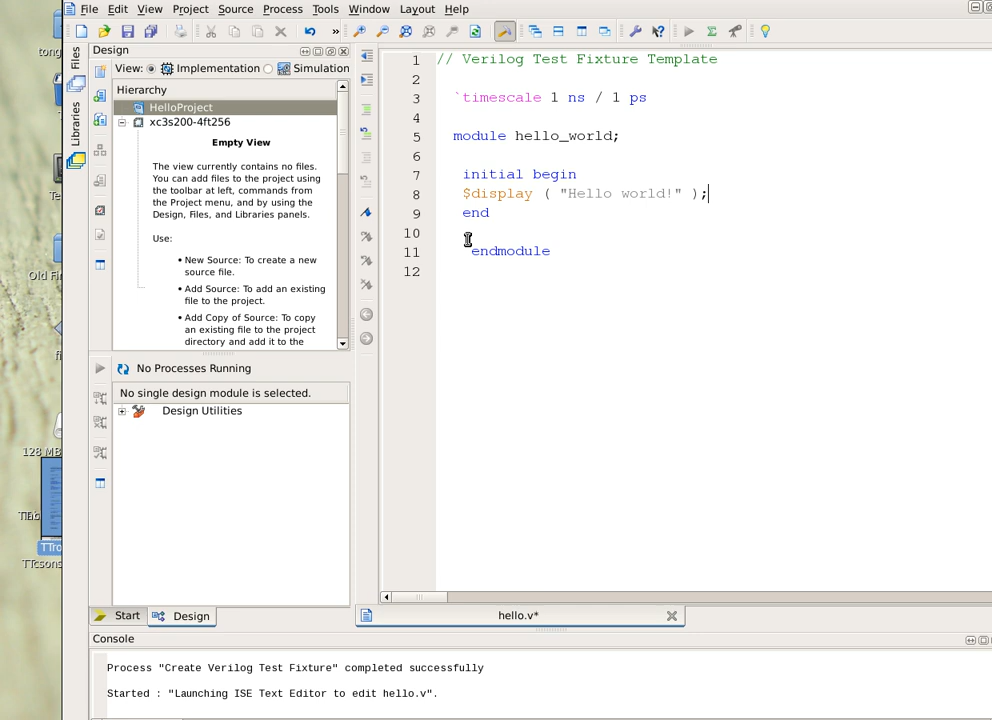 File Edit View Project Source Process Tools Window Layout Help
»
Design
View: Implementation Simulation
Hierarchy
HelloProject
xc3s200-4ft256
Empty View
The view currently contains no files.
You can add files to the project using
the toolbar at left, commands from
the Project menu, and by using the
Design, Files, and Libraries panels.
Use:
• New Source: To create a new
source file.
• Add Source: To add an existing
file to the project.
• Add Copy of Source: To copy
an existing file to the project
directory and add it to the
No Processes Running
No single design module is selected.
Design Utilities
Start
Design
Files
Libraries
1 // Verilog Test Fixture Template
2
3 `timescale 1 ns / 1 ps
4
5 module hello_world;
6
7 initial begin
8 $display ( "Hello world!" );
9 end
10
11 endmodule
12
hello.v*
Console
Process "Create Verilog Test Fixture" completed successfully
Started : "Launching ISE Text Editor to edit hello.v".
tong
Old Fi
128 MB
TTro
TTcsons